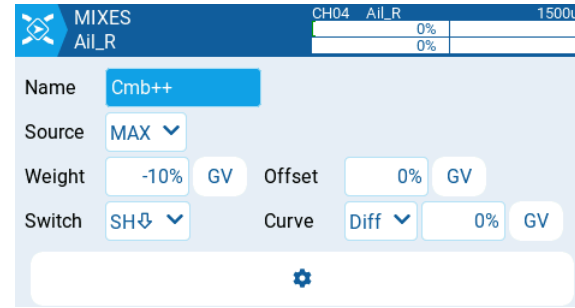 MIXES
Ail_R
CH04 Ail_R 1500u
0%
0%
Name Cmb++
Source MAX
Weight -10% GV Offset 0% GV
Switch SH Curve Diff 0% GV